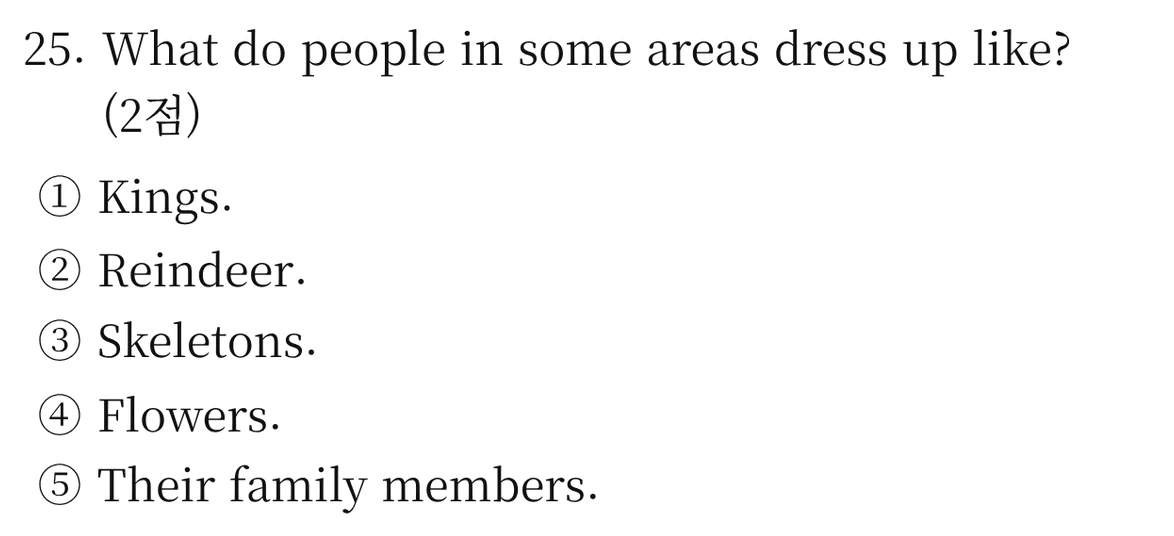 25. What do people in some areas dress up like?
(2점)
① Kings.
② Reindeer.
③ Skeletons.
④ Flowers.
⑤ Their family members.